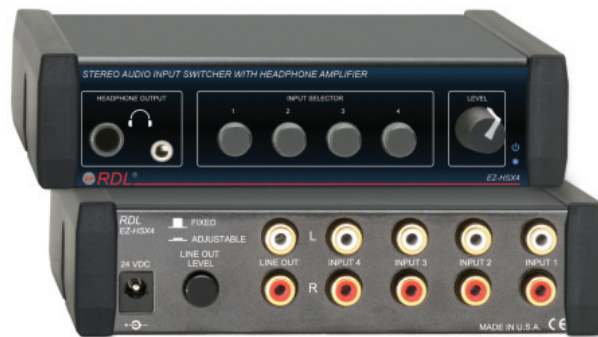 STEREO AUDIO INPUT SWITCHER WITH HEADPHONE AMPLIFIER
HEADPHONE OUTPUT
INPUT SELECTOR
LEVEL
1 2 3 4
RDL®
EZ-HSX4
RDL
EZ-HSX4
FIXED
ADJUSTABLE
24 VDC
LINE OUT
LEVEL
L
LINE OUT INPUT 4 INPUT 3 INPUT 2 INPUT 1
R
MADE IN U.S.A. CE